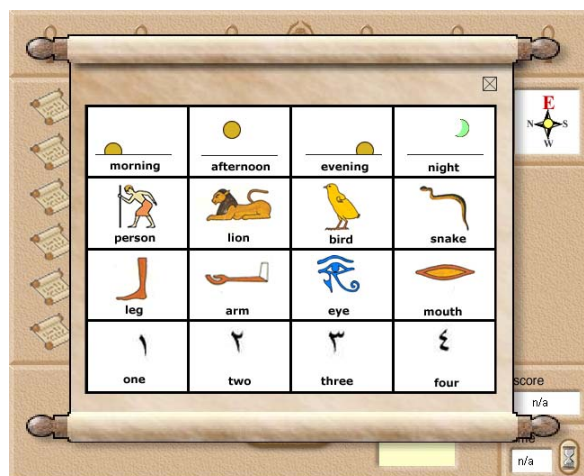 E
N S
W
morning afternoon evening night
person lion bird snake
leg arm eye mouth
١ ٢ ٣ ٤
one two three four
score
n/a
n/a